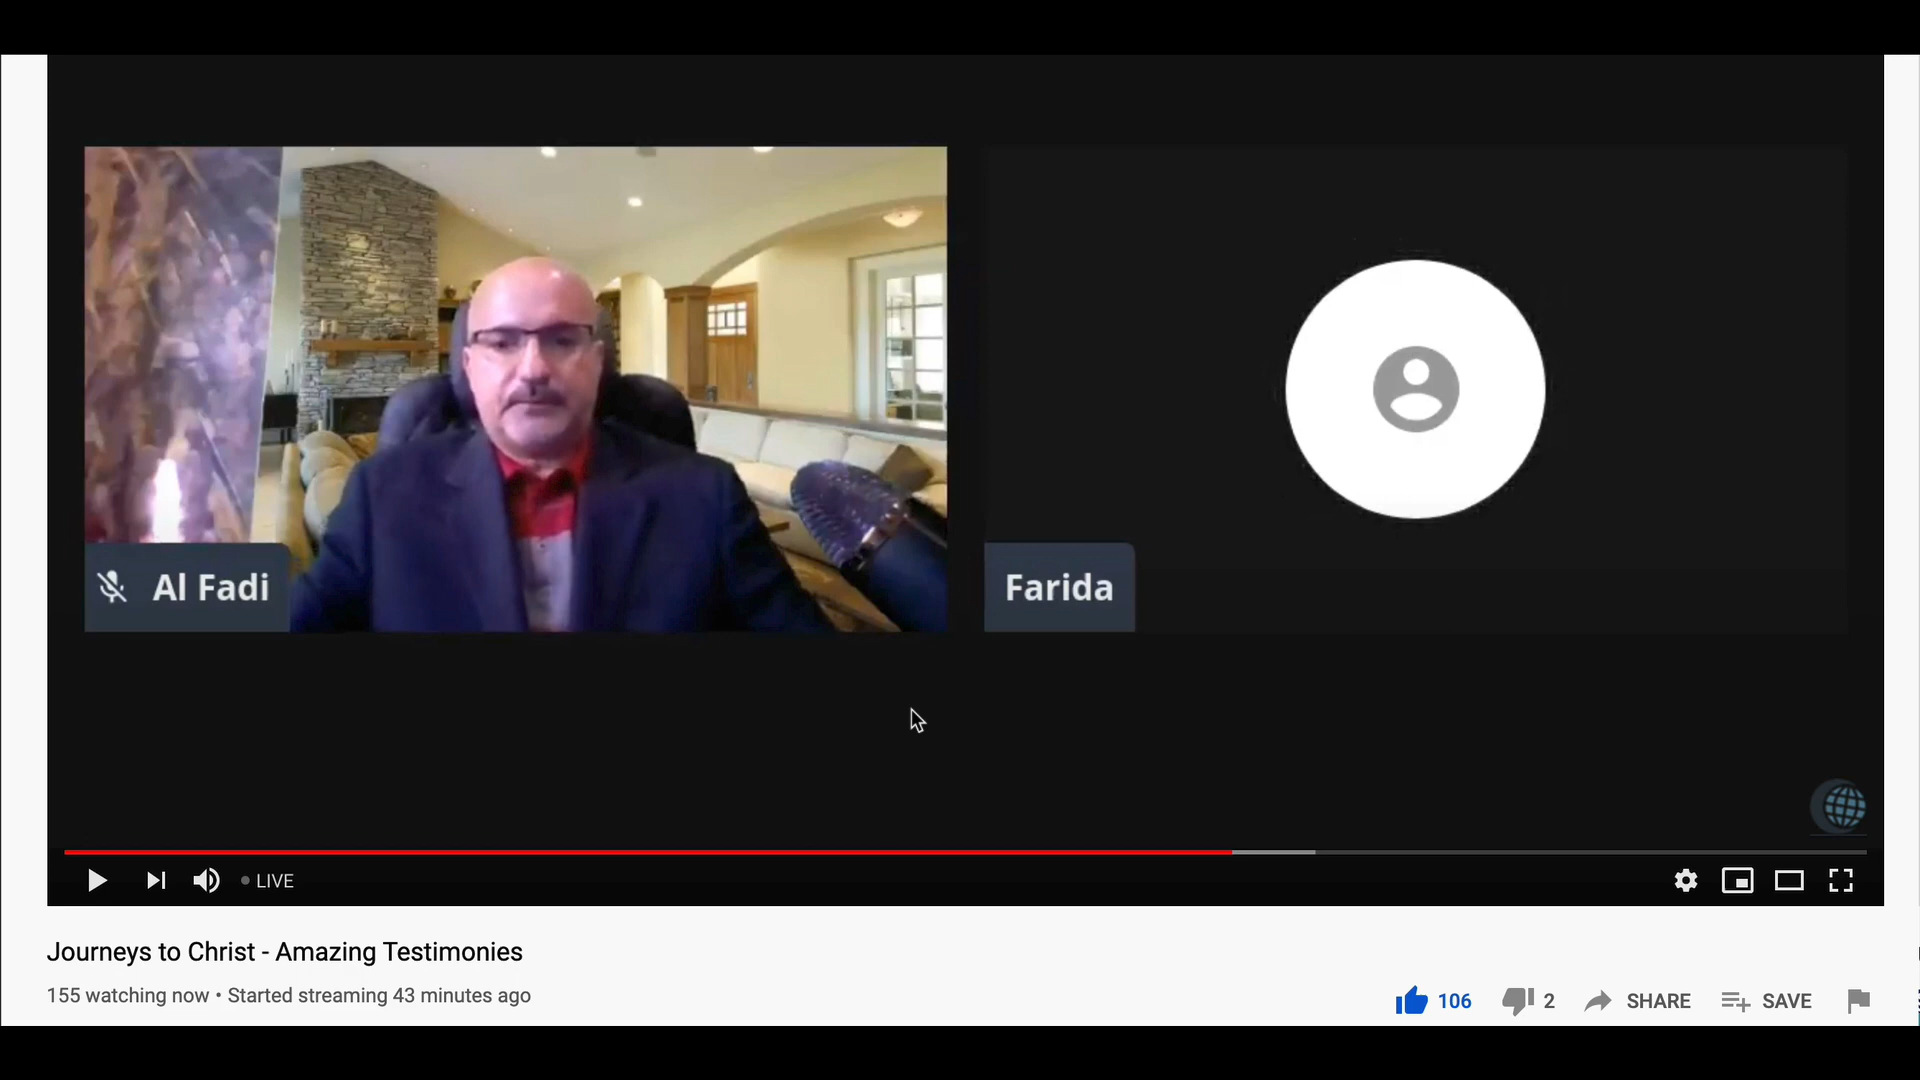 Al Fadi
Farida
LIVE
Journeys to Christ - Amazing Testimonies
155 watching now • Started streaming 43 minutes ago
106
2
SHARE
SAVE